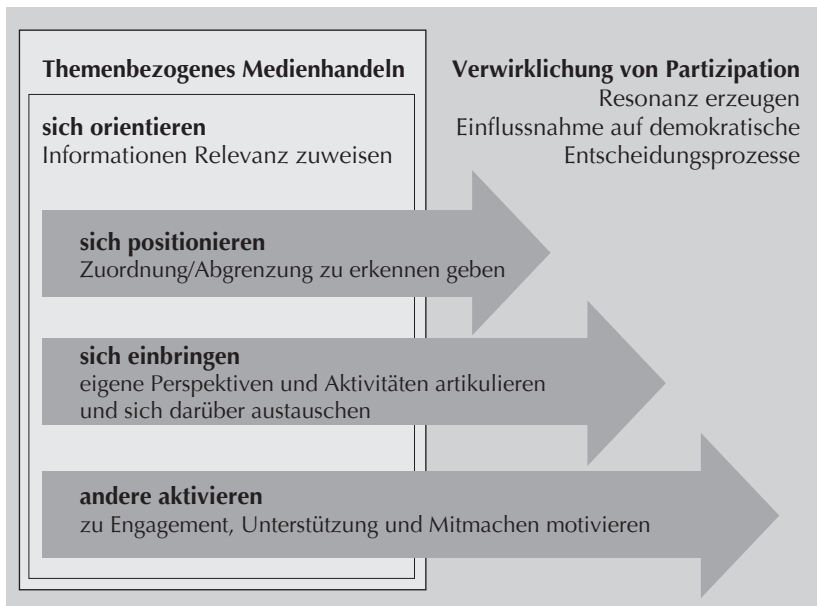 Themenbezogenes Medienhandeln
sich orientieren
Informationen Relevanz zuweisen
Verwirklichung von Partizipation
Resonanz erzeugen
Einflussnahme auf demokratische
Entscheidungsprozesse
sich positionieren
Zuordnung/Abgrenzung zu erkennen geben
sich einbringen
eigene Perspektiven und Aktivitäten artikulieren
und sich darüber austauschen
andere aktivieren
zu Engagement, Unterstützung und Mitmachen motivieren